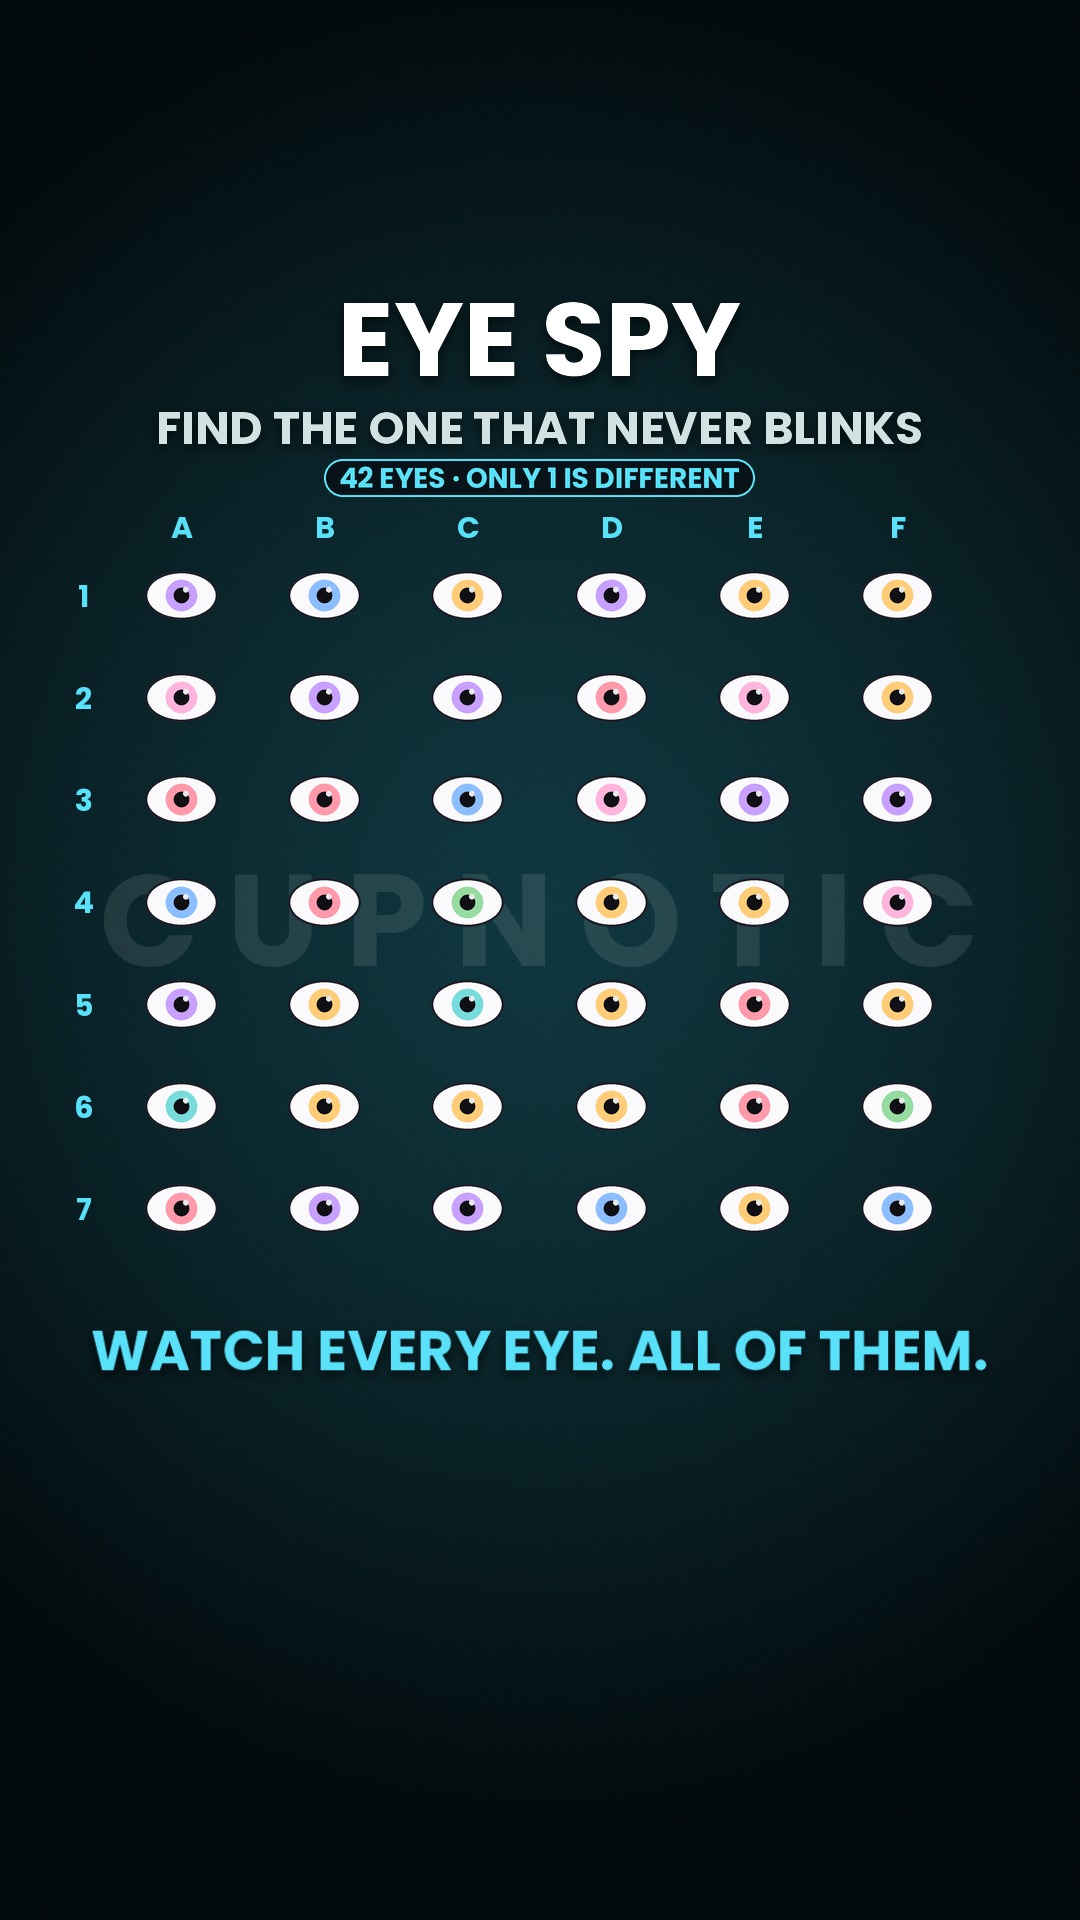 EYE SPY
FIND THE ONE THAT NEVER BLINKS
42 EYES · ONLY 1 IS DIFFERENT
A B C D E F
1
2
3
4
CUPNOTIC
5
6
7
WATCH EVERY EYE. ALL OF THEM.